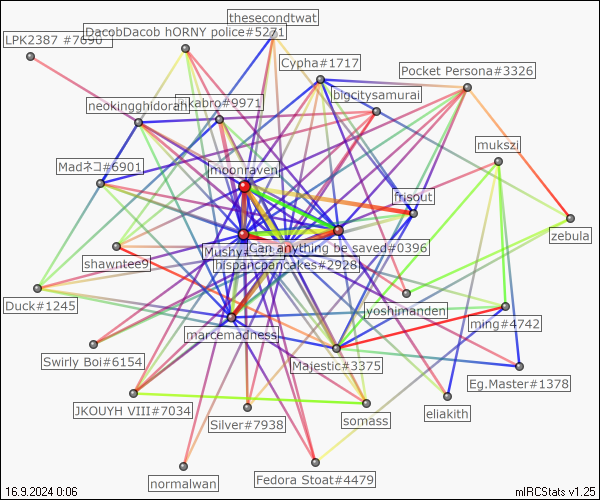 thesecondtwat
DacobDacob hORNY police#5271
LPK2387 #7690
Cypha#1717
Pocket Persona#3326
bigcitysamurai
neokingghidorah
kabro#9971
mukszi
Madネコ#6901
moonraven
frisout
zebula
Can anything be saved#0396
Mushy#
shawntee9
hispancpancakes#2928
Duck#1245
yoshimanden
ming#4742
marcemadness
Swirly Boi#6154
Majestic#3375
Eg.Master#1378
JKOUYH VIII#7034
Silver#7938
somass
eliakith
normalwan
Fedora Stoat#4479
16.9.2024 0:06
mIRCStats v1.25